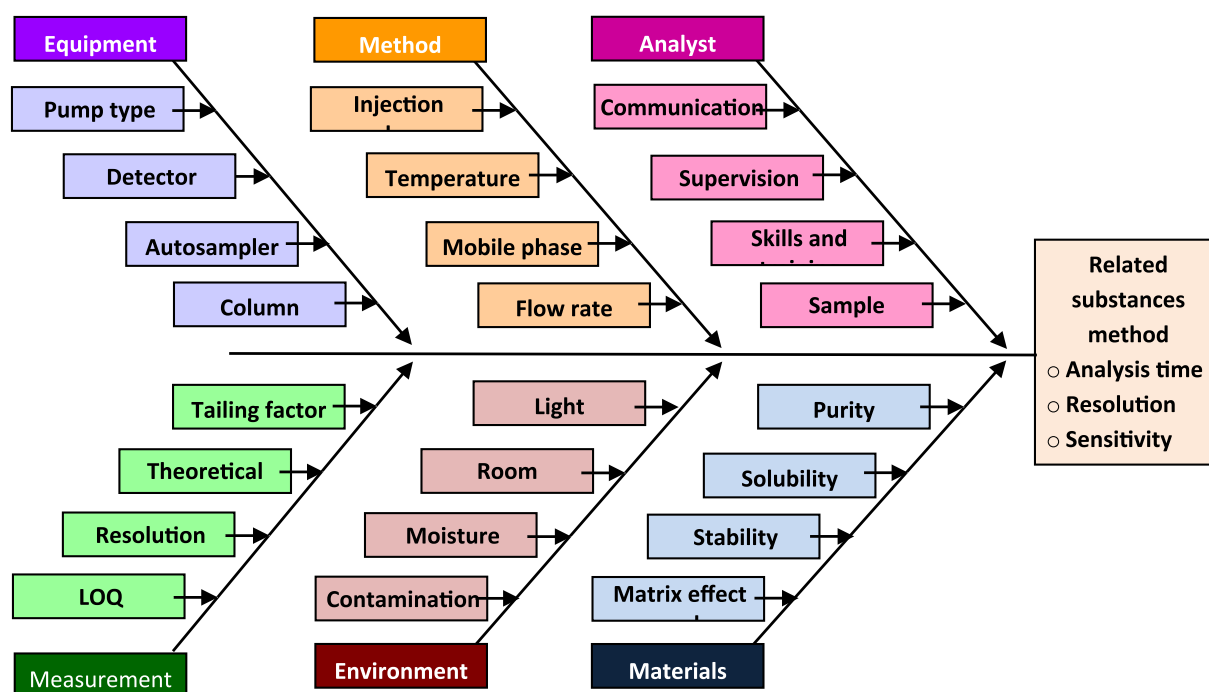 Equipment
Method
Analyst
Pump type
Injection
Communication
Detector
Temperature
Supervision
Autosampler
Mobile phase
Skills and
Column
Flow rate
Sample
Related
substances
method
○ Analysis time
○ Resolution
○ Sensitivity
Tailing factor
Light
Purity
Theoretical
Room
Solubility
Resolution
Moisture
Stability
LOQ
Contamination
Matrix effect
Measurement
Environment
Materials